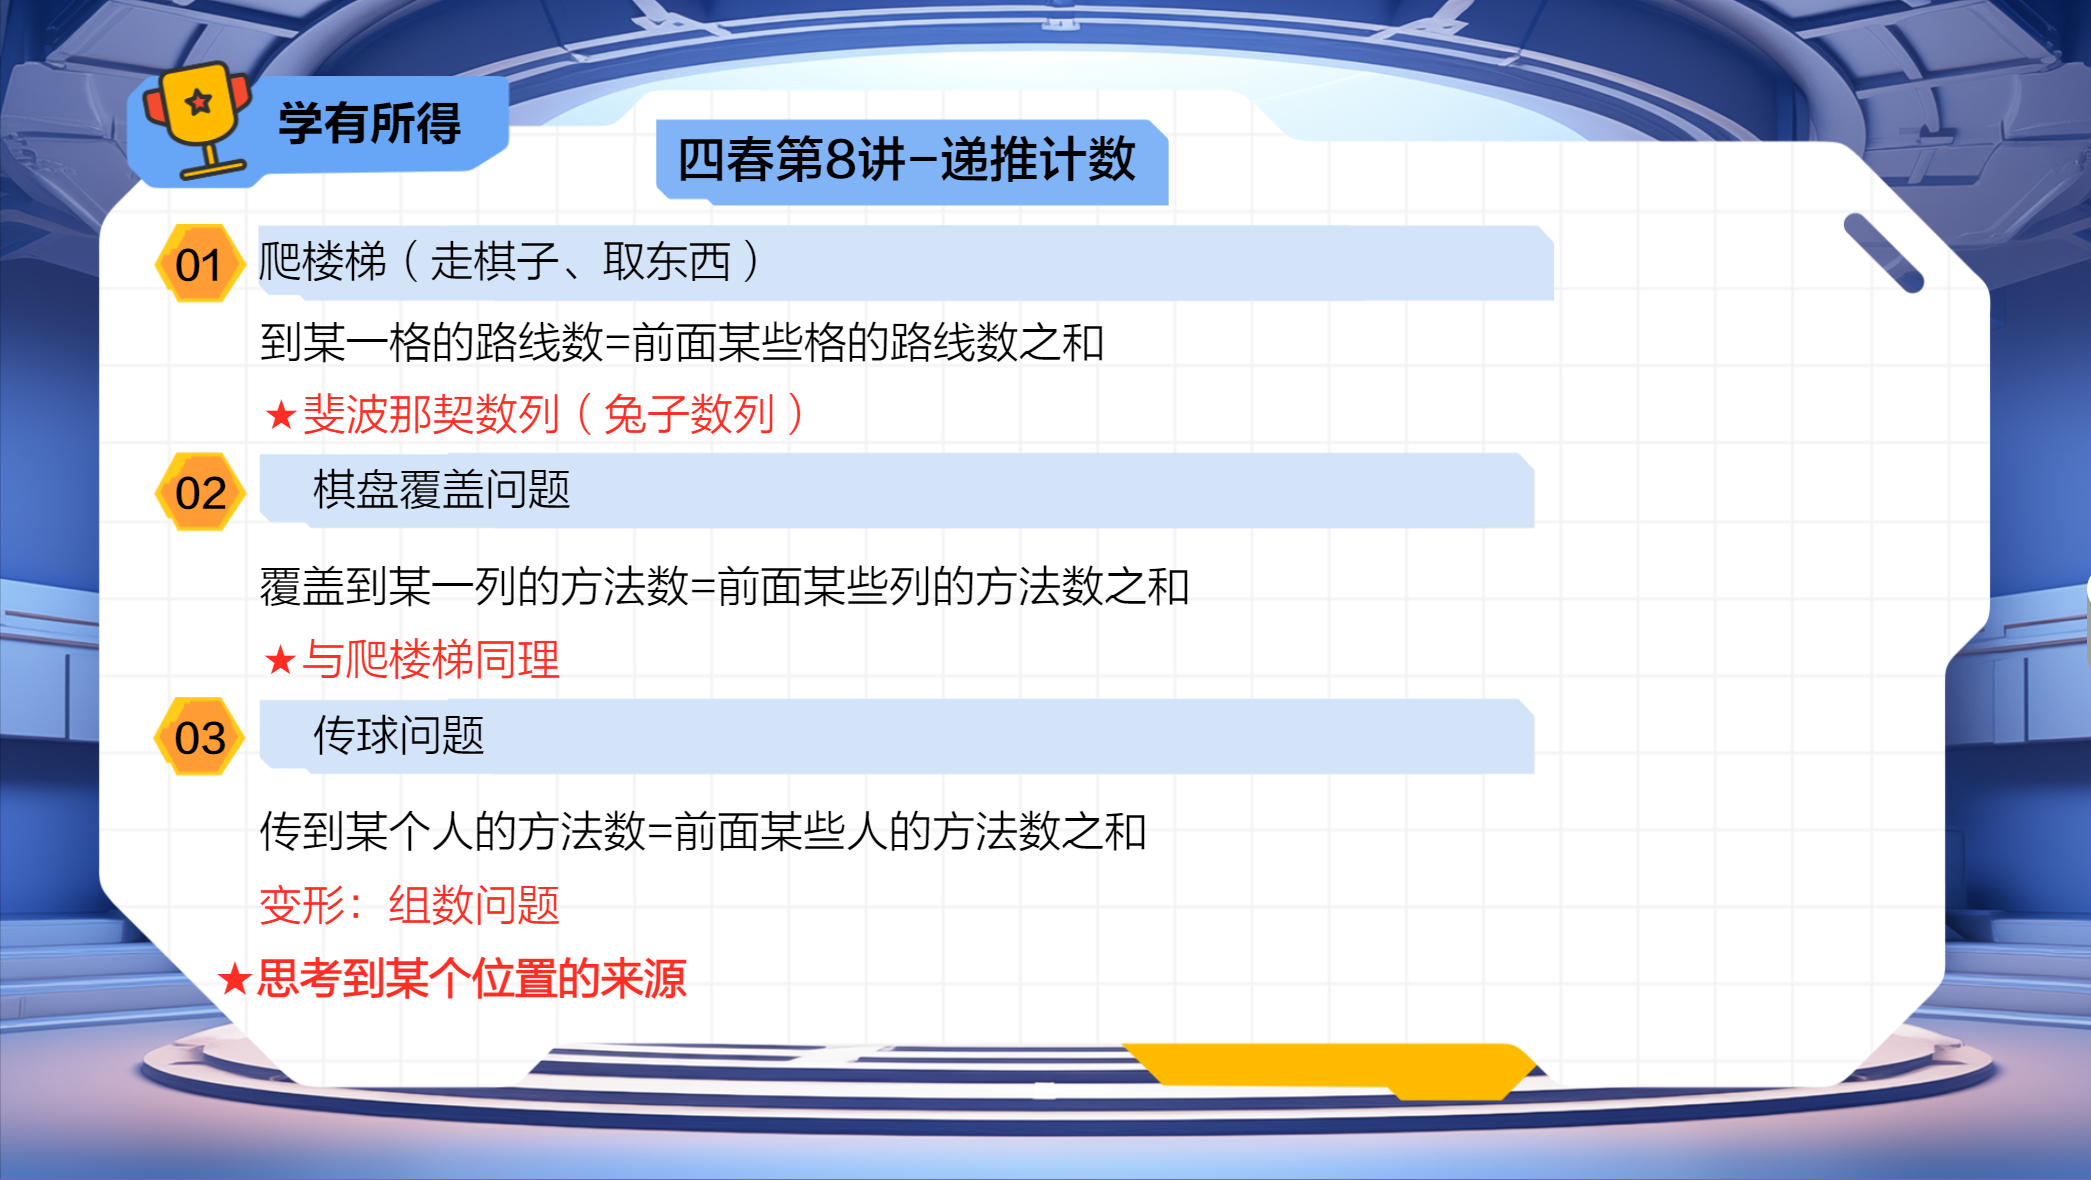 学有所得
四春第8讲-递推计数
01 爬楼梯（走棋子、取东西）
到某一格的路线数=前面某些格的路线数之和
★斐波那契数列（兔子数列）
02 棋盘覆盖问题
覆盖到某一列的方法数=前面某些列的方法数之和
★与爬楼梯同理
03 传球问题
传到某个人的方法数=前面某些人的方法数之和
变形：组数问题
★思考到某个位置的来源